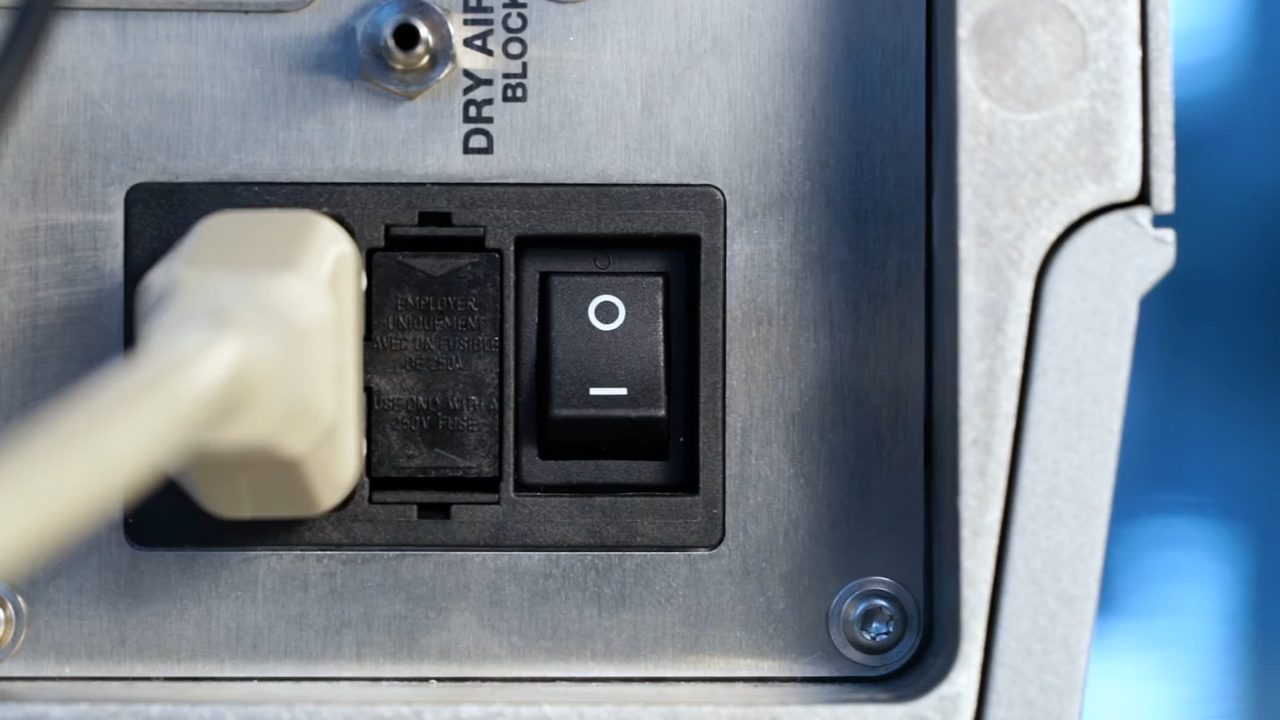 DRY AIR
BLOCK
EMPLOYER
UNIQUEMENT
AVEC UN FUSIBLE
DE 250V
USE ONLY WITH A
250V FUSE
O
I